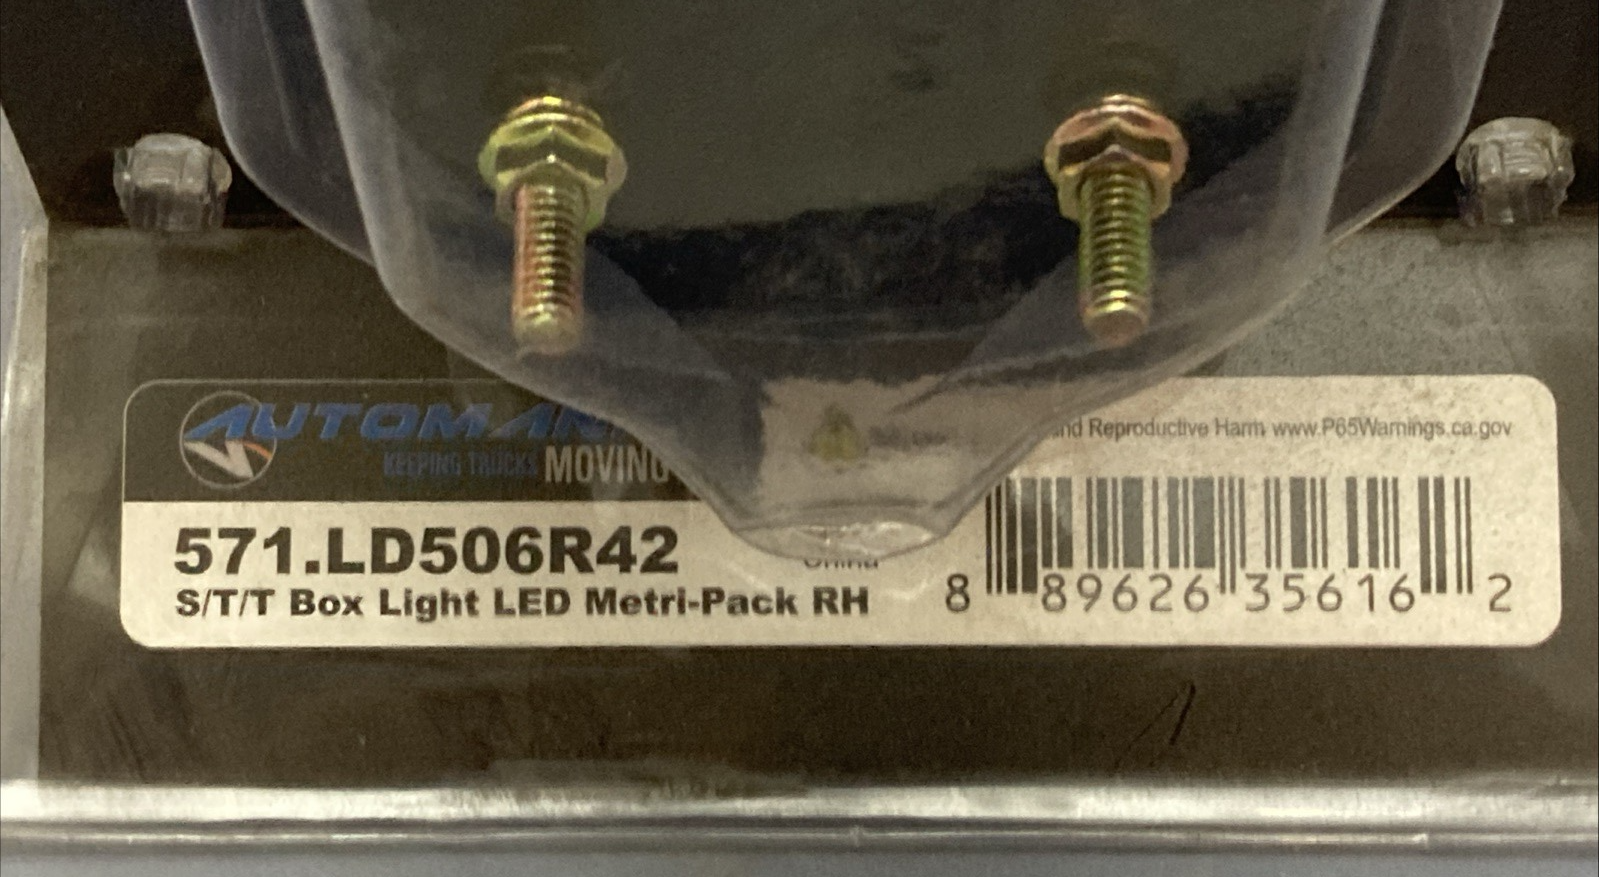 AUTOMANN
KEEPING TRUCKS MOVING
and Reproductive Harm www.P65Warnings.ca.gov
571.LD506R42
China
S/T/T Box Light LED Metri-Pack RH
8 89626 35616 2